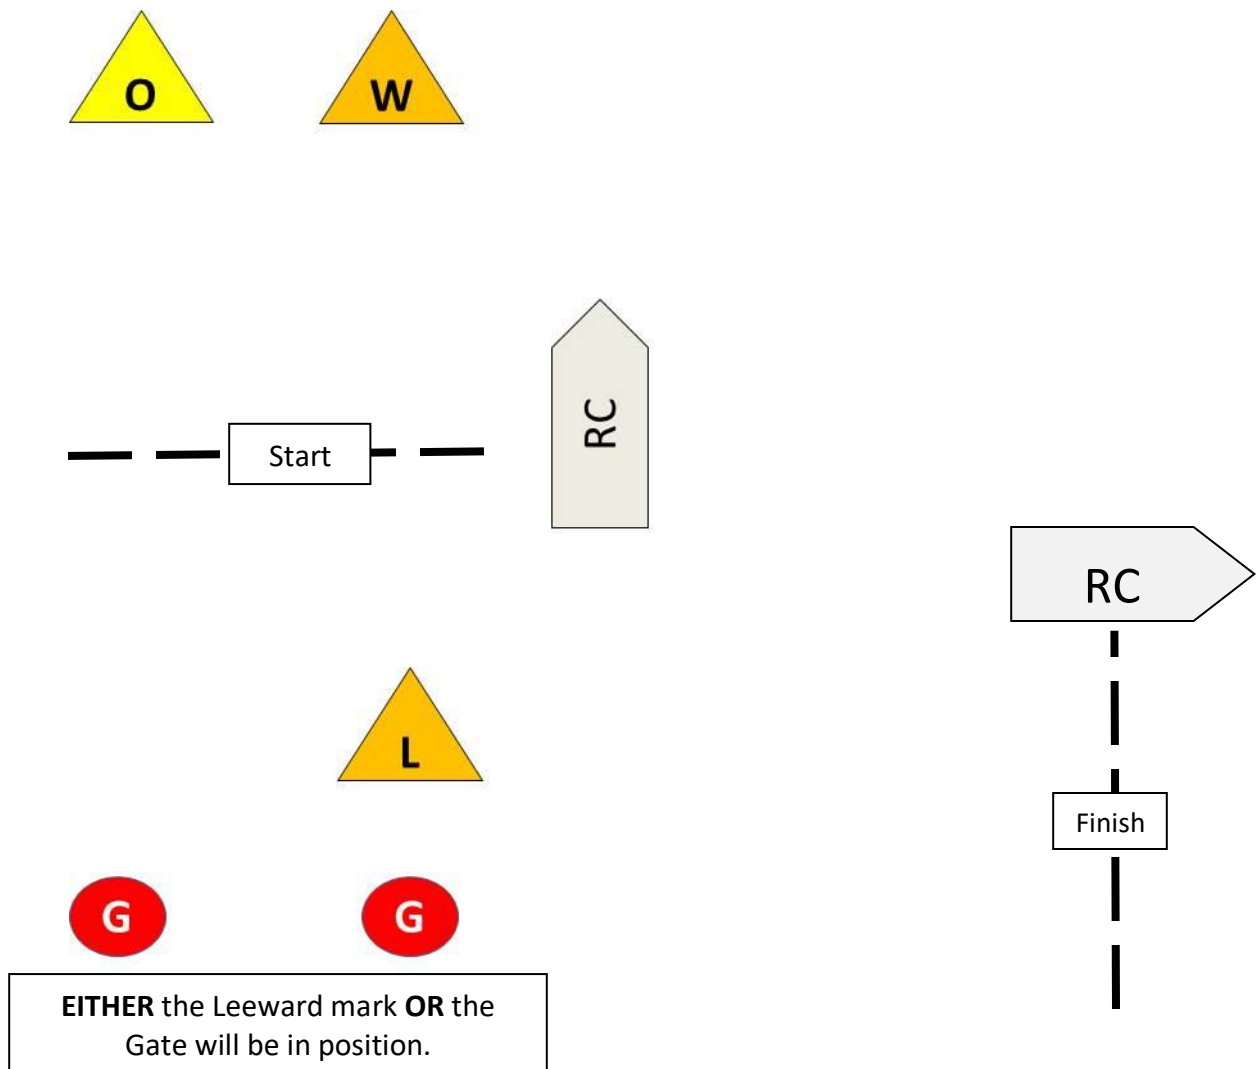 O
W
RC
Start
RC
L
Finish
G
G
EITHER the Leeward mark OR the
Gate will be in position.